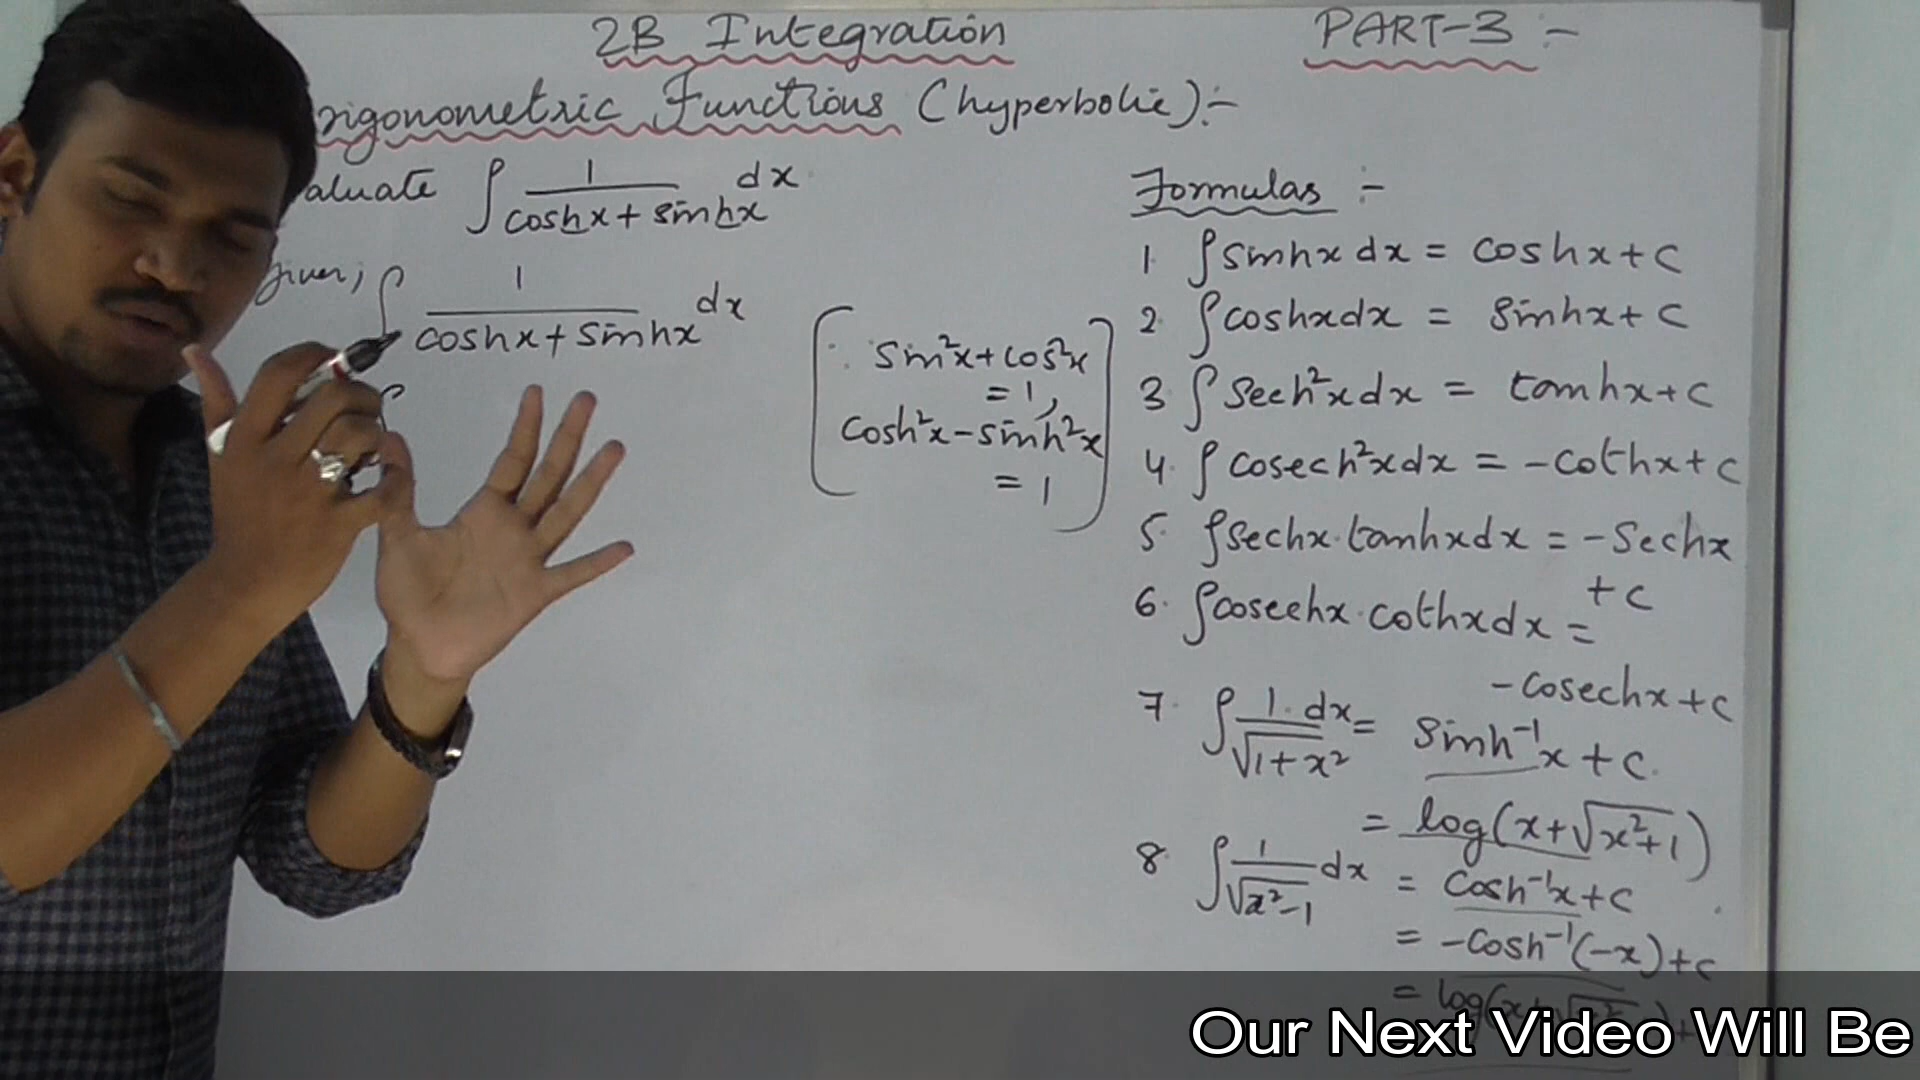 2B Integration PART-3 :-
rigonometric Functions (hyperbolic):-
aluate ∫ 1/(coshx + sinhx) dx
given, ∫ 1/(coshx + sinhx) dx
∫
∵ sin²x + cos²x
= 1,
cosh²x - sinh²x
= 1
Formulas :-
1. ∫ sinhx dx = coshx + c
2. ∫ coshx dx = sinhx + c
3. ∫ sech²x dx = tanhx + c
4. ∫ cosech²x dx = -cothx + c
5. ∫ sechx·tanhx dx = -sechx
+ c
6. ∫ cosechx·cothx dx =
-cosechx + c
7. ∫ 1/√(1+x²) dx = sinh⁻¹x + c.
= log(x+√(x²+1))
8. ∫ 1/√(x²-1) dx = cosh⁻¹x + c
= -cosh⁻¹(-x) + c
= log(x+√
Our Next Video Will Be